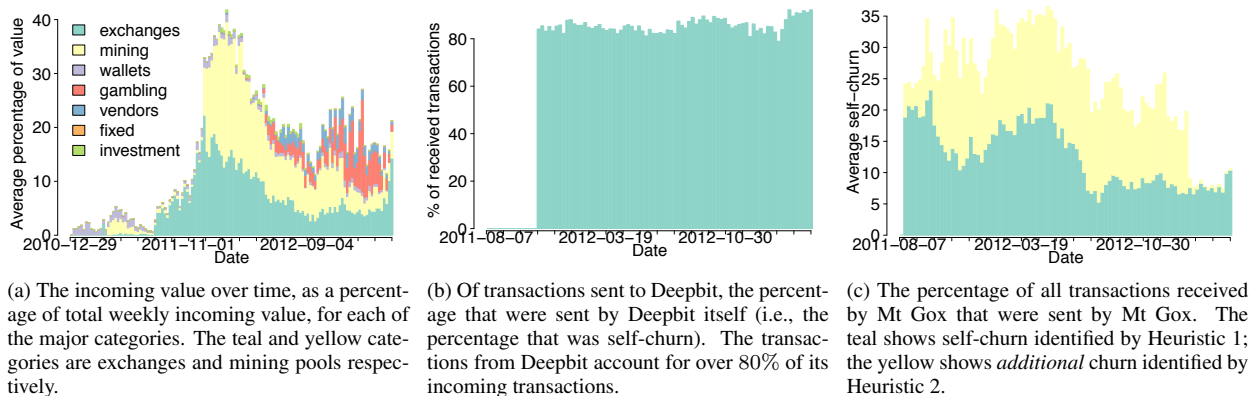 Average percentage of value
40
30
20
10
0
exchanges
mining
wallets
gambling
vendors
fixed
investment
2010−12−29
2011−11−01
2012−09−04
Date
% of received transactions
80
60
40
20
0
2011−08−07
2012−03−19
2012−10−30
Date
Average self−churn
35
30
25
20
15
10
5
0
2011−08−07
2012−03−19
2012−10−30
Date
(a) The incoming value over time, as a percent-
age of total weekly incoming value, for each of
the major categories. The teal and yellow cate-
gories are exchanges and mining pools respec-
tively.
(b) Of transactions sent to Deepbit, the percent-
age that were sent by Deepbit itself (i.e., the
percentage that was self-churn). The transac-
tions from Deepbit account for over 80% of its
incoming transactions.
(c) The percentage of all transactions received
by Mt Gox that were sent by Mt Gox. The
teal shows self-churn identified by Heuristic 1;
the yellow shows additional churn identified by
Heuristic 2.